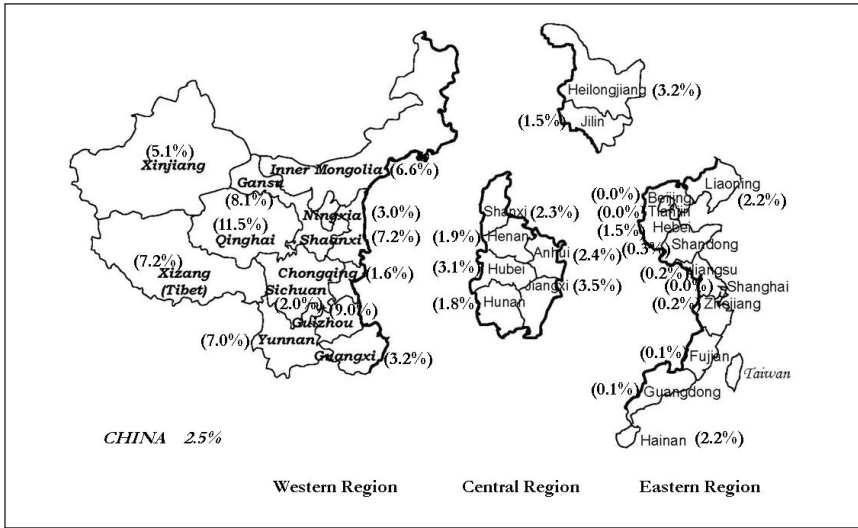 Heilongjiang (3.2%)
(1.5%) Jilin
(5.1%)
Xinjiang
Inner Mongolia (6.6%)
Gansu
(8.1%)
Ningxia (3.0%)
(11.5%)
Qinghai
Shaanxi (7.2%)
(7.2%)
Xizang
(Tibet)
Chongqing (1.6%)
Sichuan
(2.0%) (9.0%)
Guizhou
(7.0%) Yunnan
Guangxi (3.2%)
Shanxi (2.3%)
(1.9%) Henan
Anhui (2.4%)
(3.1%) Hubei
Jiangxi (3.5%)
(1.8%) Hunan
Liaoning
(2.2%)
(0.0%) Beijing
(0.0%) Tianjin
(1.5%) Hebei
(0.3%) Shandong
(0.2%) Jiangsu
(0.0%) Shanghai
(0.2%) Zhejiang
(0.1%) Fujian
Taiwan
(0.1%) Guangdong
Hainan (2.2%)
CHINA 2.5%
Western Region Central Region Eastern Region